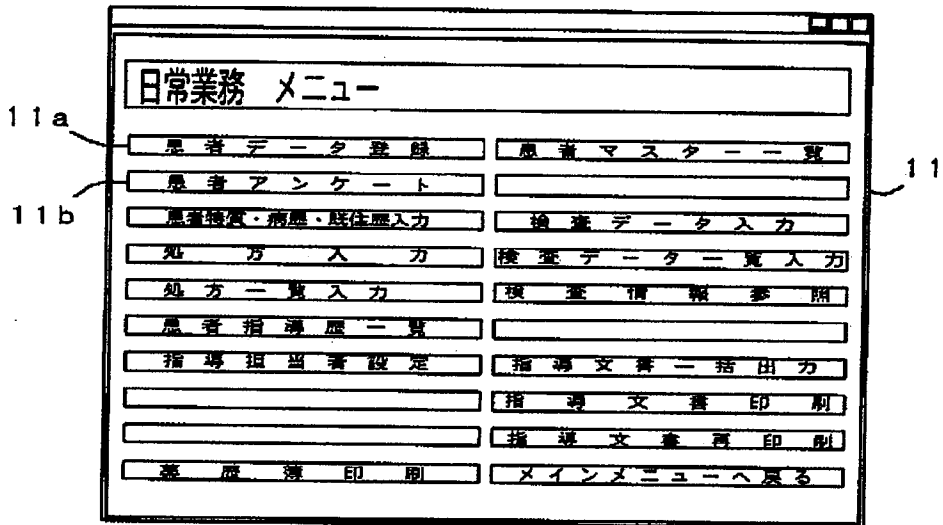 日常業務 メニュー
11a
患者データ登録
患者マスター一覧
11
患者アンケート
11b
患者特質・病歴・既住歴入力
検査データ入力
処方入力
検査データ一覧入力
処方一覧入力
検査情報参照
患者指導歴一覧
指導担当者設定
指導文書一括出力
指導文書印刷
指導文書再印刷
薬歴簿印刷
メインメニューへ戻る